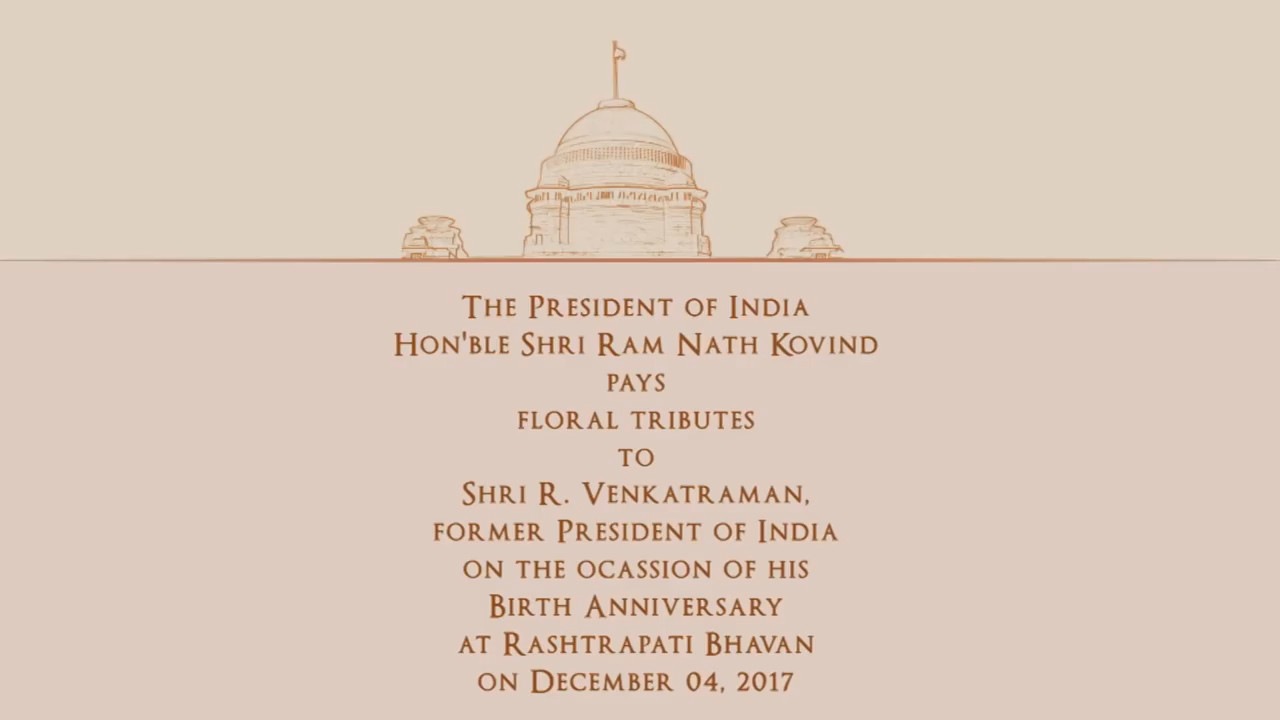 The President of India
Hon'ble Shri Ram Nath Kovind
pays
floral tributes
to
Shri R. Venkatraman,
former President of India
on the ocassion of his
Birth Anniversary
at Rashtrapati Bhavan
on December 04, 2017